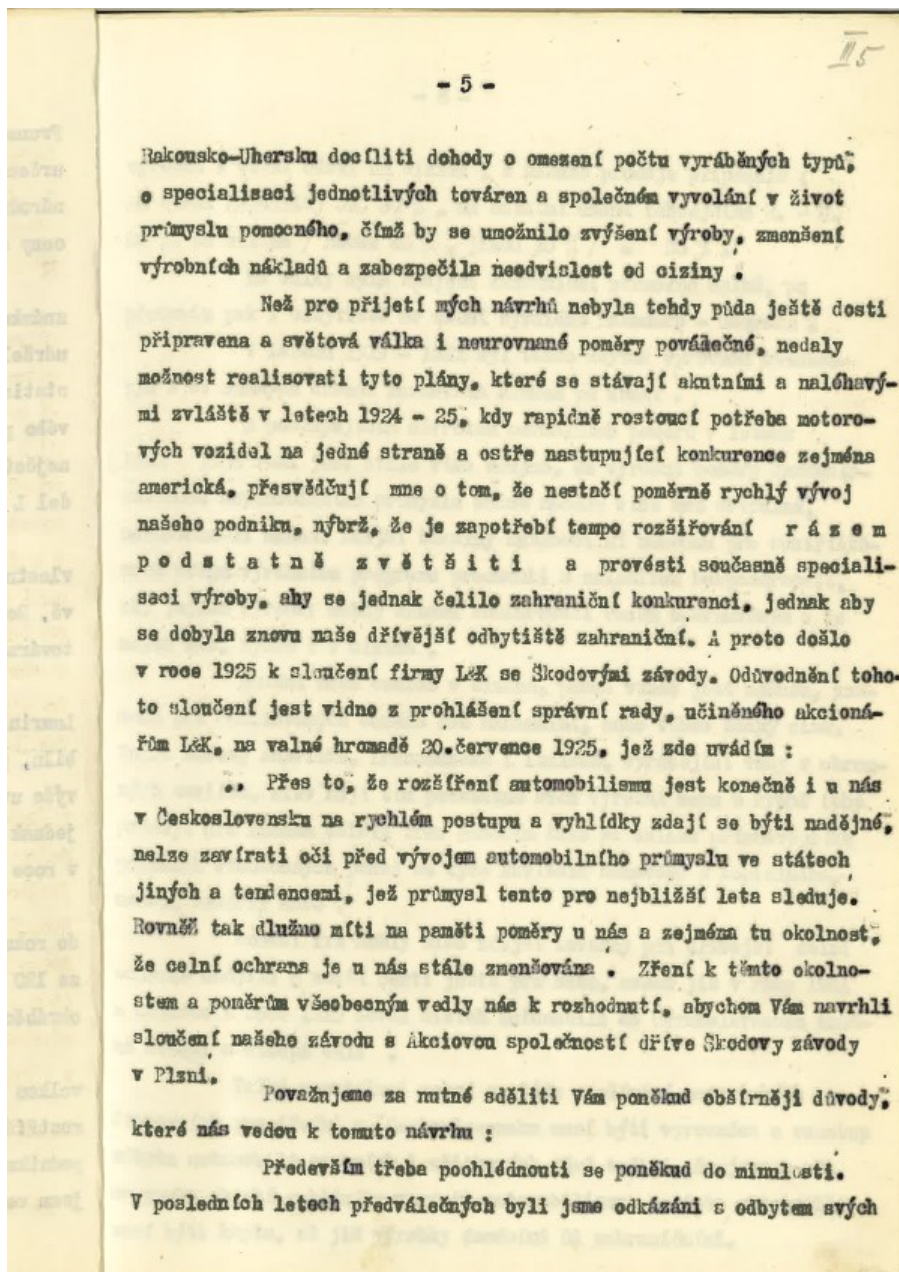 III 5
- 5 -
Rakousko-Uhersku docíliti dohody o omezení počtu vyráběných typů,
o specialisaci jednotlivých továren a společném vyvolání v život
průmyslu pomocného, čímž by se umožnilo zvýšení výroby, zmenšení
výrobních nákladů a zabezpečila neodvislost od ciziny .
Než pro přijetí mých návrhů nebyla tehdy půda ještě dosti
připravena a světová válka i neurovnané poměry poválečné, nedaly
možnost realisovati tyto plány, které se stávají akutními a naléhavý-
mi zvláště v letech 1924 - 25, kdy rapidně rostoucí potřeba motoro-
vých vozidel na jedné straně a ostře nastupující konkurence zejména
americká, přesvědčují mne o tom, že nestačí poměrně rychlý vývoj
našeho podniku, nýbrž, že je zapotřebí tempo rozšiřování r á z e m
p o d s t a t n ě z v ě t š i t i a provésti současně speciali-
saci výroby, aby se jednak čelilo zahraniční konkurenci, jednak aby
se dobyla znovu naše dřívější odbytiště zahraniční. A proto došlo
v roce 1925 k sloučení firmy L&K se Škodovými závody. Odůvodnění toho-
to sloučení jest vidno z prohlášení správní rady, učiněného akcioná-
řům L&K, na valné hromadě 20.července 1925, jež zde uvádím :
,, Přes to, že rozšíření automobilismu jest konečně i u nás
v Československu na rychlém postupu a vyhlídky zdají se býti nadějné,
nelze zavírati oči před vývojem automobilního průmyslu ve státech
jiných a tendencemi, jež průmysl tento pro nejbližší leta sleduje.
Rovněž tak dlužno míti na paměti poměry u nás a zejména tu okolnost,
že celní ochrana je u nás stále zmenšována . Zření k těmto okolno-
stem a poměrům všeobecným vedly nás k rozhodnutí, abychom Vám navrhli
sloučení našeho závodu s Akciovou společností dříve Škodovy závody
v Plzni.
Považujeme za nutné sděliti Vám poněkud obšírněji důvody,
které nás vedou k tomuto návrhu :
Především třeba poohlédnouti se poněkud do minulosti.
V posledních letech předválečných byli jsme odkázáni s odbytem svých